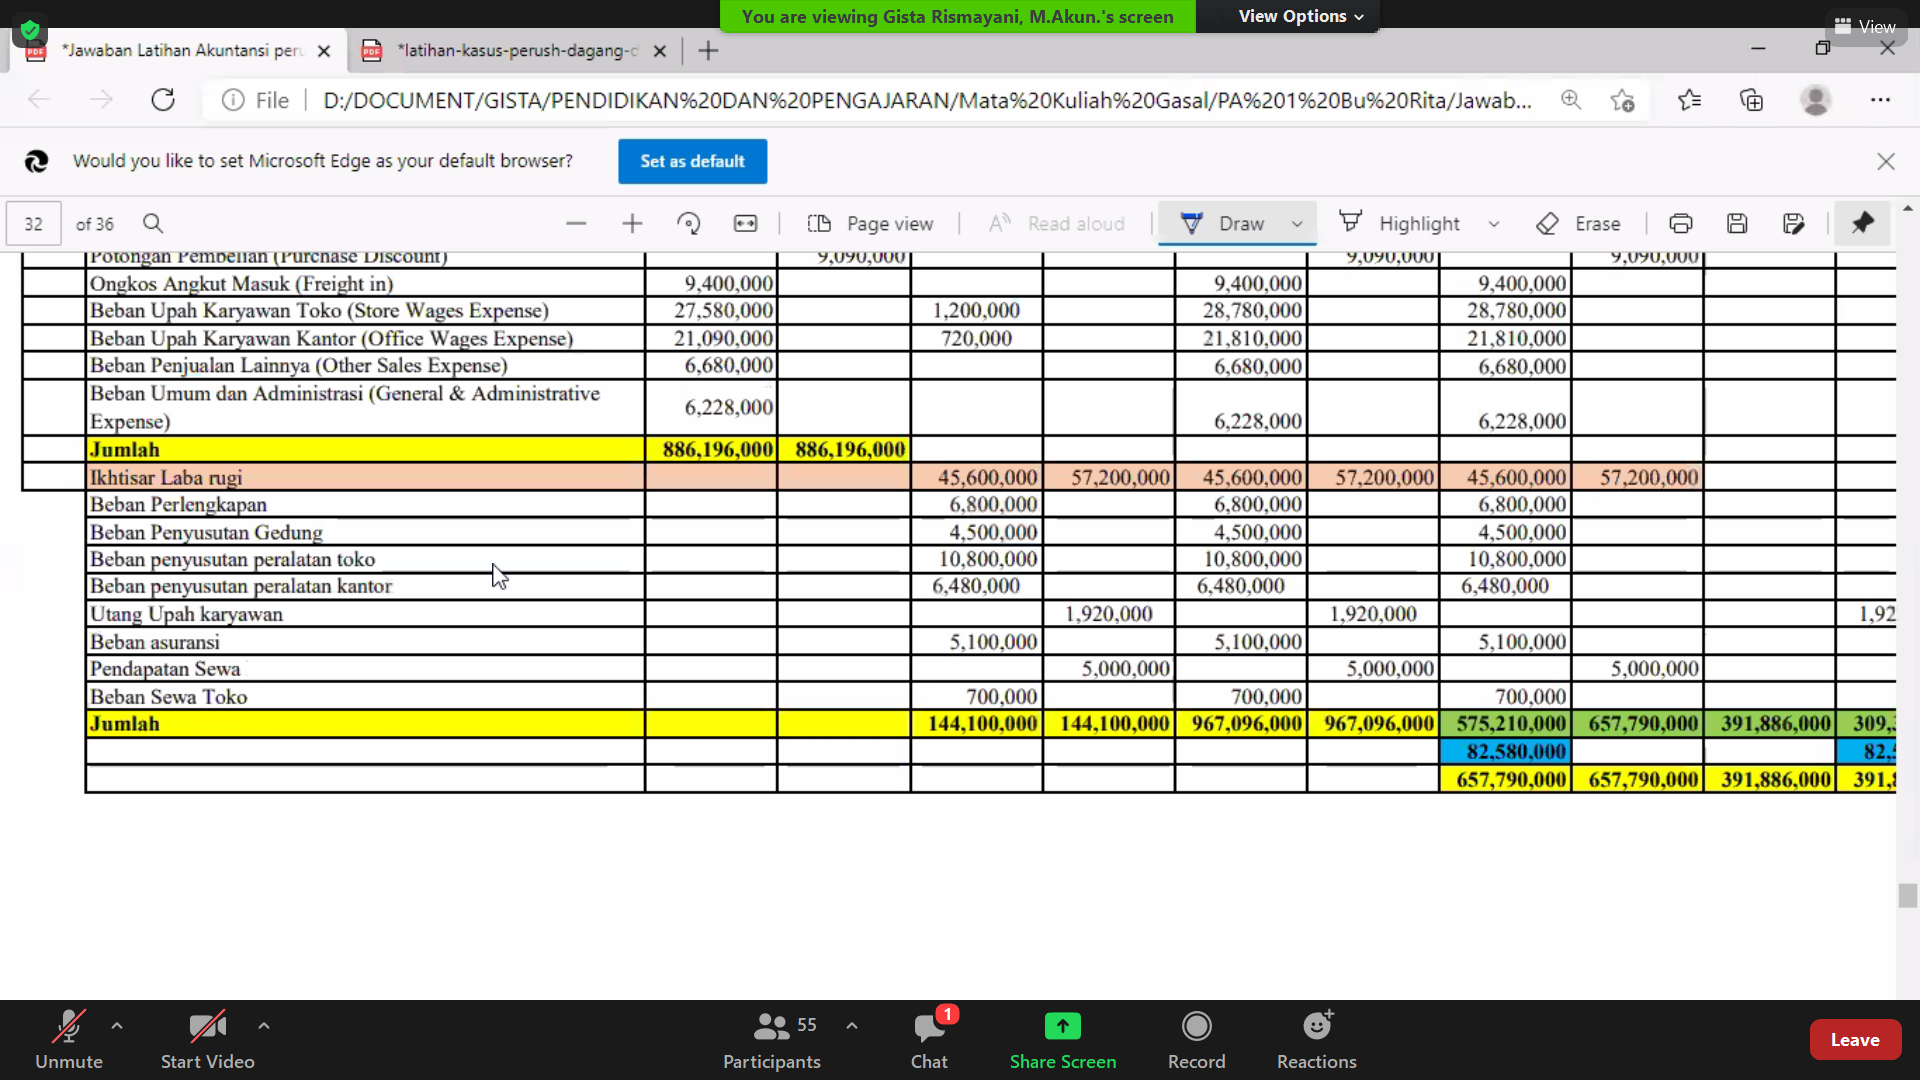 You are viewing Gista Rismayani, M.Akun.'s screen
View Options
View
*Jawaban Latihan Akuntansi per
*latihan-kasus-perush-dagang-d
File
D:/DOCUMENT/GISTA/PENDIDIKAN%20DAN%20PENGAJARAN/Mata%20Kuliah%20Gasal/PA%201%20Bu%20Rita/Jawab...
Would you like to set Microsoft Edge as your default browser?
Set as default
32 of 36
Page view
Read aloud
Draw
Highlight
Erase
Potongan Pembelian (Purchase Discount) 9,090,000 9,090,000 9,090,000
Ongkos Angkut Masuk (Freight in) 9,400,000 9,400,000 9,400,000
Beban Upah Karyawan Toko (Store Wages Expense) 27,580,000 1,200,000 28,780,000 28,780,000
Beban Upah Karyawan Kantor (Office Wages Expense) 21,090,000 720,000 21,810,000 21,810,000
Beban Penjualan Lainnya (Other Sales Expense) 6,680,000 6,680,000 6,680,000
Beban Umum dan Administrasi (General & Administrative
Expense) 6,228,000 6,228,000 6,228,000
Jumlah 886,196,000 886,196,000
Ikhtisar Laba rugi 45,600,000 57,200,000 45,600,000 57,200,000 45,600,000 57,200,000
Beban Perlengkapan 6,800,000 6,800,000 6,800,000
Beban Penyusutan Gedung 4,500,000 4,500,000 4,500,000
Beban penyusutan peralatan toko 10,800,000 10,800,000 10,800,000
Beban penyusutan peralatan kantor 6,480,000 6,480,000 6,480,000
Utang Upah karyawan 1,920,000 1,920,000 1,92
Beban asuransi 5,100,000 5,100,000 5,100,000
Pendapatan Sewa 5,000,000 5,000,000 5,000,000
Beban Sewa Toko 700,000 700,000 700,000
Jumlah 144,100,000 144,100,000 967,096,000 967,096,000 575,210,000 657,790,000 391,886,000 309,3
82,580,000 82,5
657,790,000 657,790,000 391,886,000 391,8
Unmute
Start Video
55
Participants
1
Chat
Share Screen
Record
Reactions
Leave